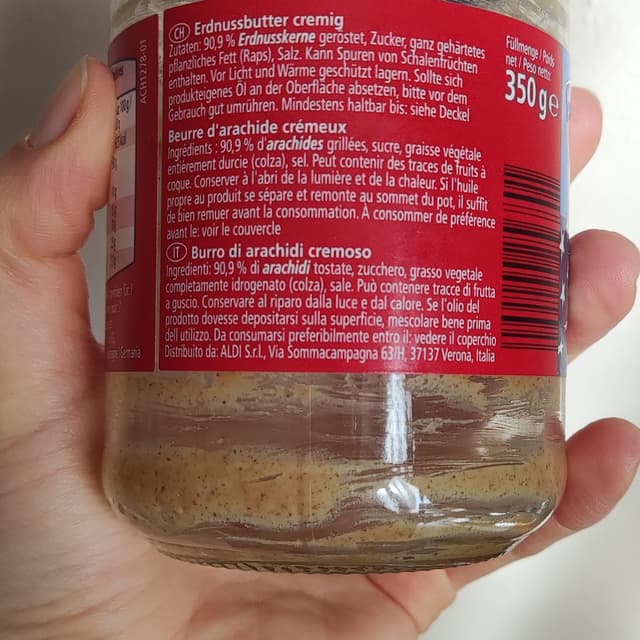 CH Erdnussbutter cremig
Zutaten: 90,9 % Erdnusskerne geröstet, Zucker, ganz gehärtetes
pflanzliches Fett (Raps), Salz. Kann Spuren von Schalenfrüchten
enthalten. Vor Licht und Wärme geschützt lagern. Sollte sich
produkteigenes Öl an der Oberfläche absetzen, bitte vor dem
Gebrauch gut umrühren. Mindestens haltbar bis: siehe Deckel
Beurre d'arachide crémeux
Ingrédients : 90,9 % d'arachides grillées, sucre, graisse végétale
entièrement durcie (colza), sel. Peut contenir des traces de fruits à
coque. Conserver à l'abri de la lumière et de la chaleur. Si l'huile
propre au produit se sépare et remonte au sommet du pot, il suffit
de bien remuer avant la consommation. À consommer de préférence
avant le: voir le couvercle
IT Burro di arachidi cremoso
Ingredienti: 90,9 % di arachidi tostate, zucchero, grasso vegetale
completamente idrogenato (colza), sale. Può contenere tracce di frutta
a guscio. Conservare al riparo dalla luce e dal calore. Se l'olio del
prodotto dovesse depositarsi sulla superficie, mescolare bene prima
dell utilizzo. Da consumarsi preferibilmente entro il: vedere il coperchio
Distribuito da: ALDI S.r.l., Via Sommacampagna 63/H, 37137 Verona, Italia
Füllmenge / Poids
net / Peso netto:
350 g e
ACH1278-01
Germania